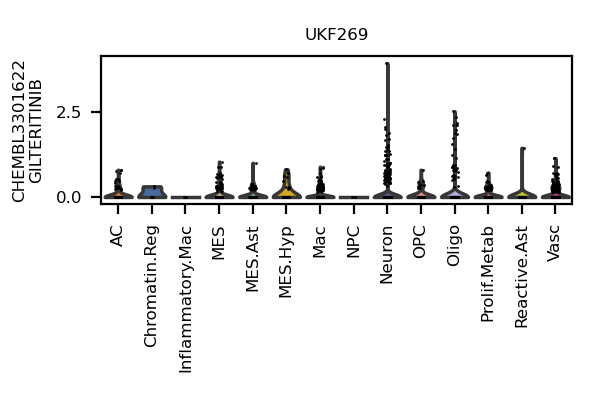 UKF269
CHEMBL3301622
GILTERITINIB
2.5
0.0
AC
Chromatin.Reg
Inflammatory.Mac
MES
MES.Ast
MES.Hyp
Mac
NPC
Neuron
OPC
Oligo
Prolif.Metab
Reactive.Ast
Vasc